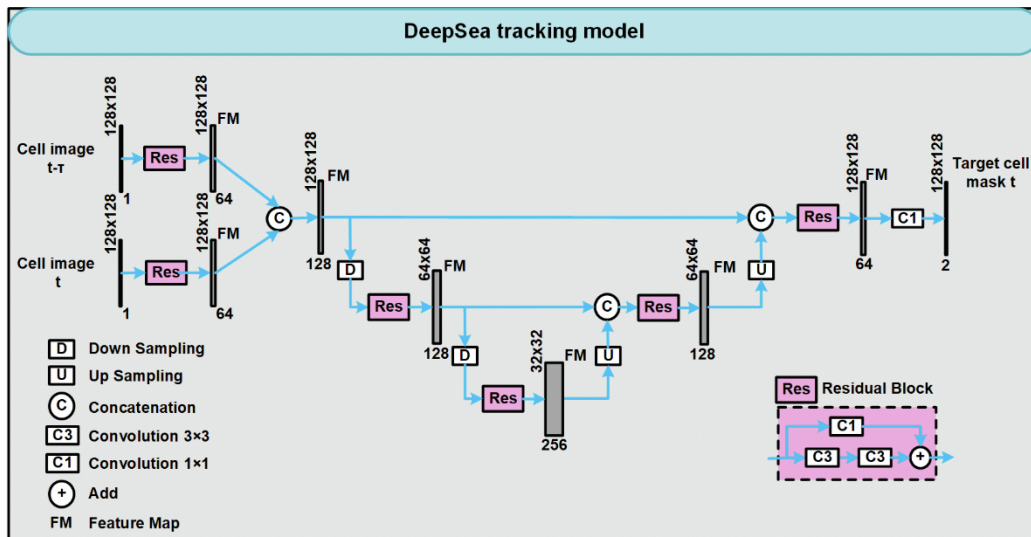 DeepSea tracking model
Cell image
t-τ
128x128
1
Res
128x128
FM
64
Cell image
t
128x128
1
Res
128x128
FM
64
C
128x128
FM
128
D
Res
64x64
FM
128
D
Res
32x32
FM
256
U
C
Res
64x64
FM
128
U
C
Res
128x128
FM
64
C1
128x128
2
Target cell
mask t
D Down Sampling
U Up Sampling
C Concatenation
C3 Convolution 3×3
C1 Convolution 1×1
+ Add
FM Feature Map
Res Residual Block
C1
C3 C3 +